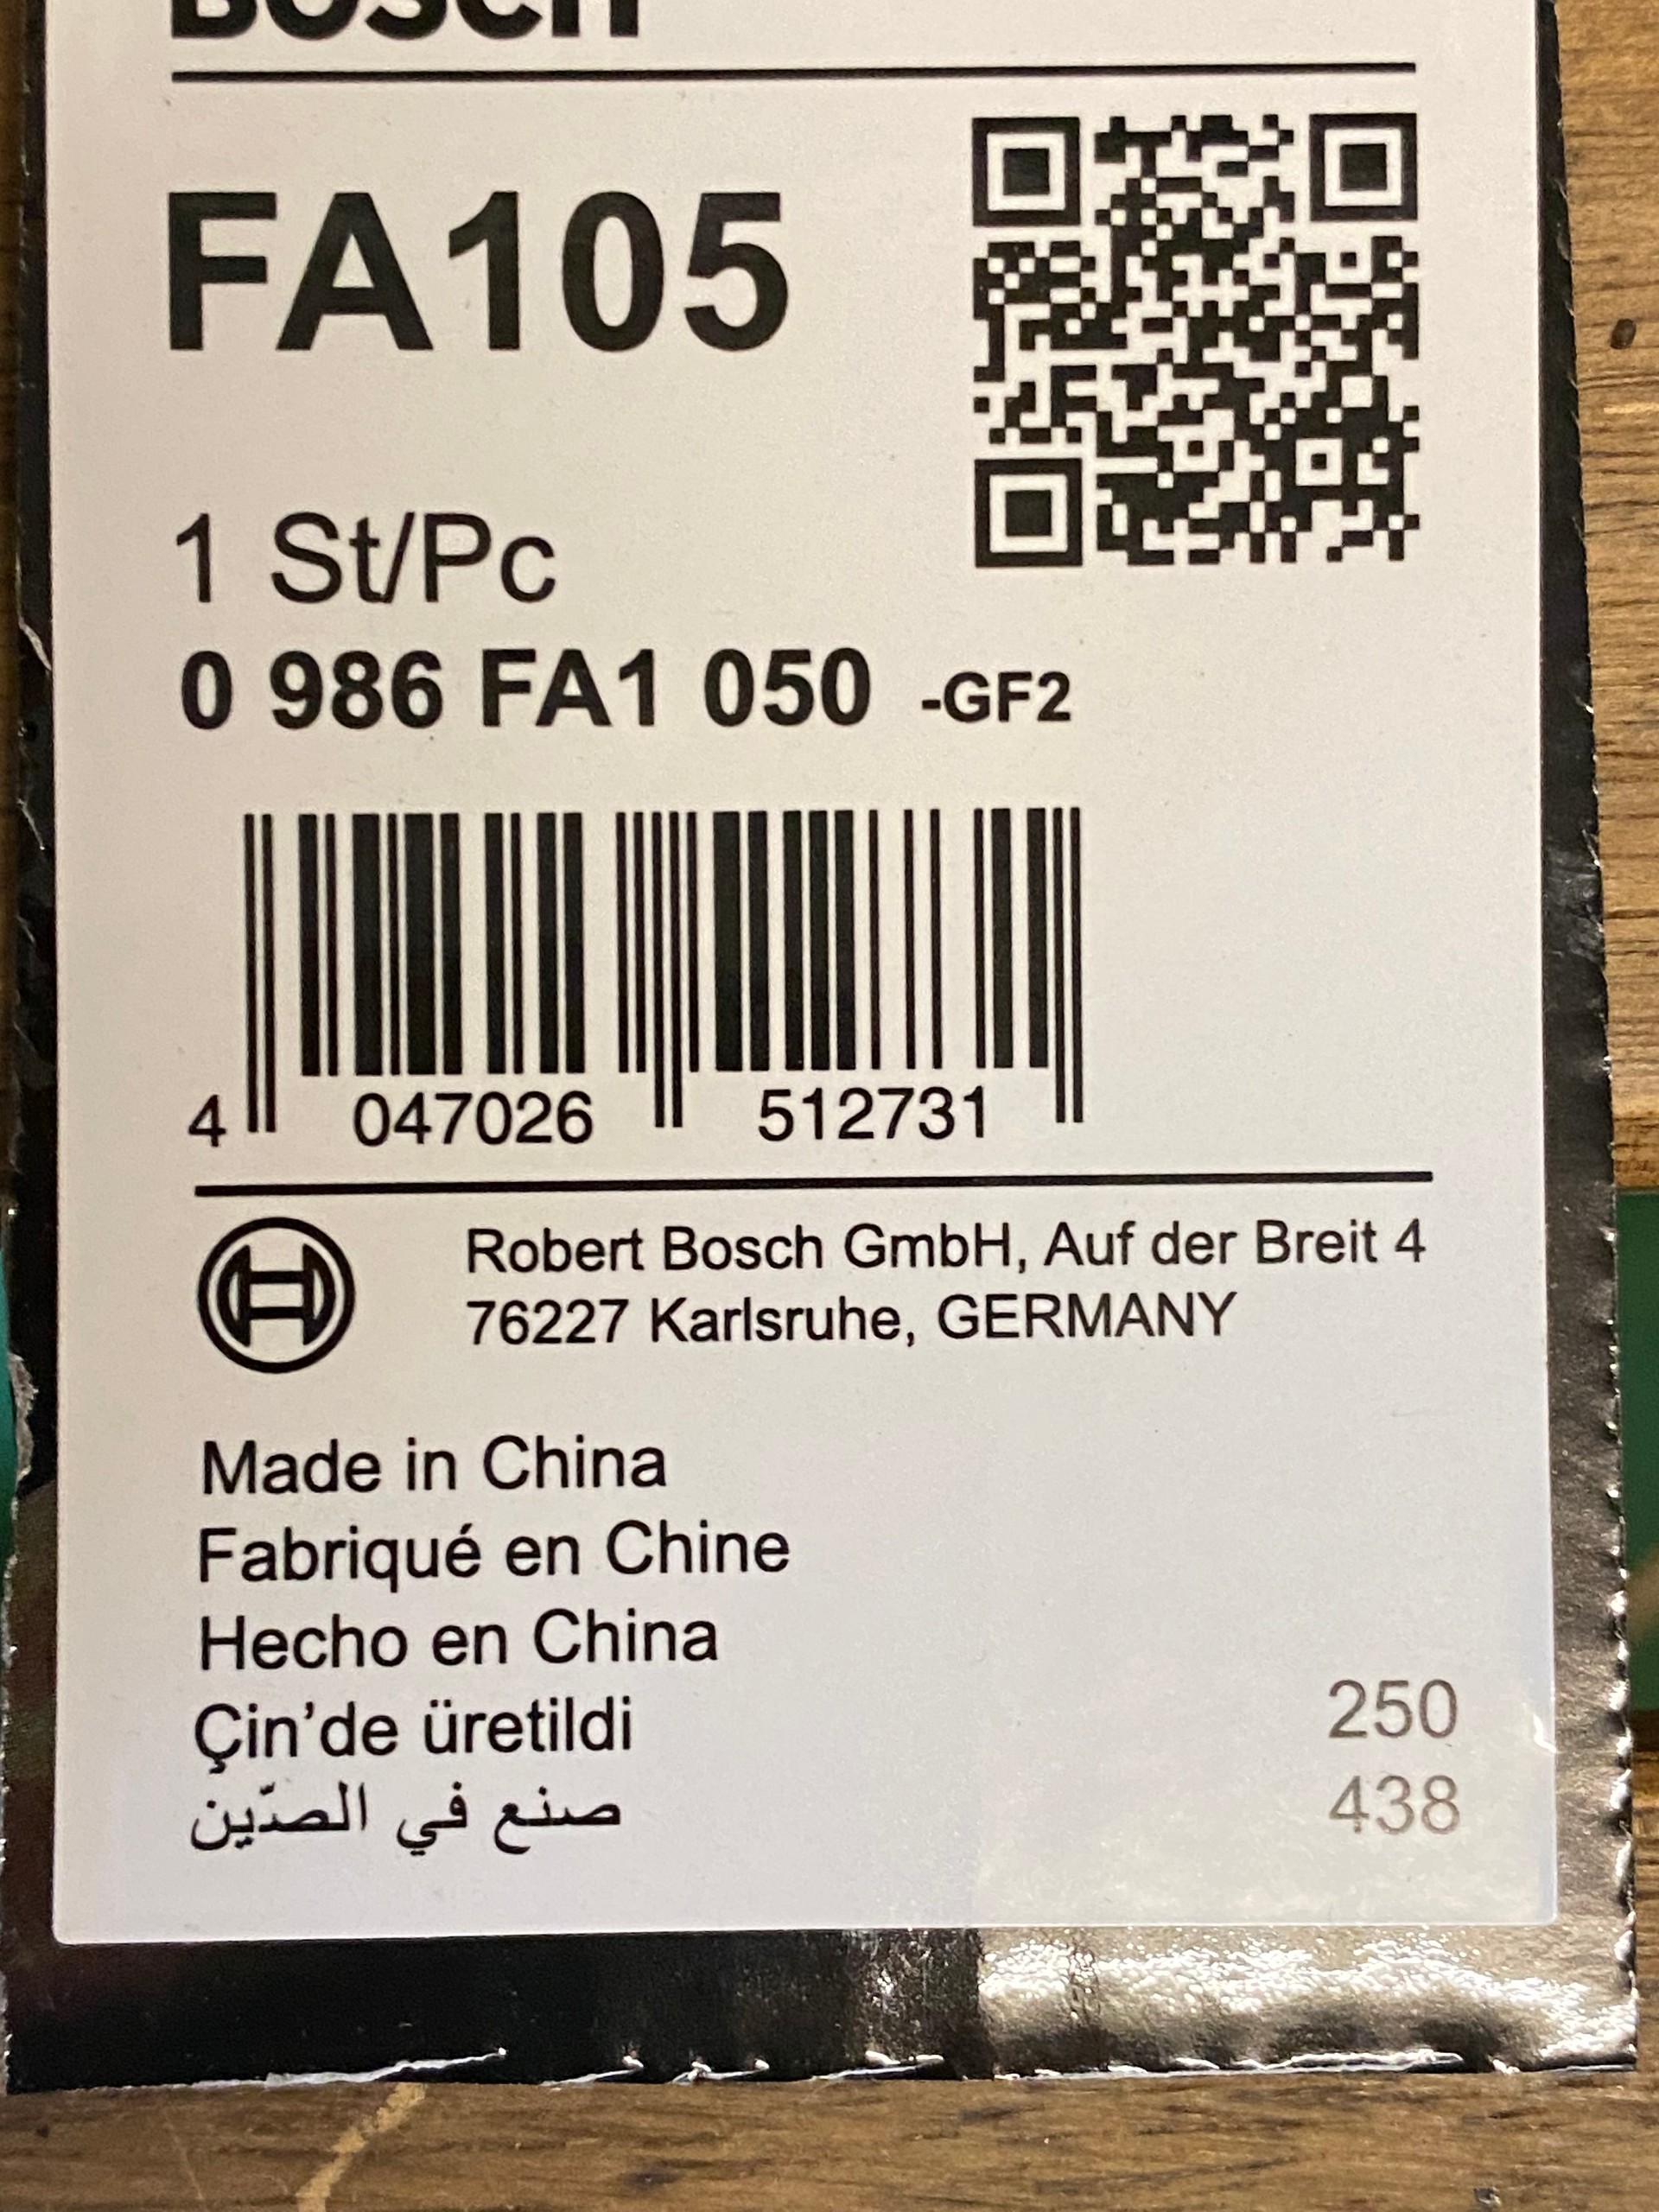 BOSCH
FA105
1 St/Pc
0 986 FA1 050 -GF2
4 047026 512731
Robert Bosch GmbH, Auf der Breit 4
76227 Karlsruhe, GERMANY
Made in China
Fabriqué en Chine
Hecho en China
Çin’de üretildi
صنع في الصّين
250
438